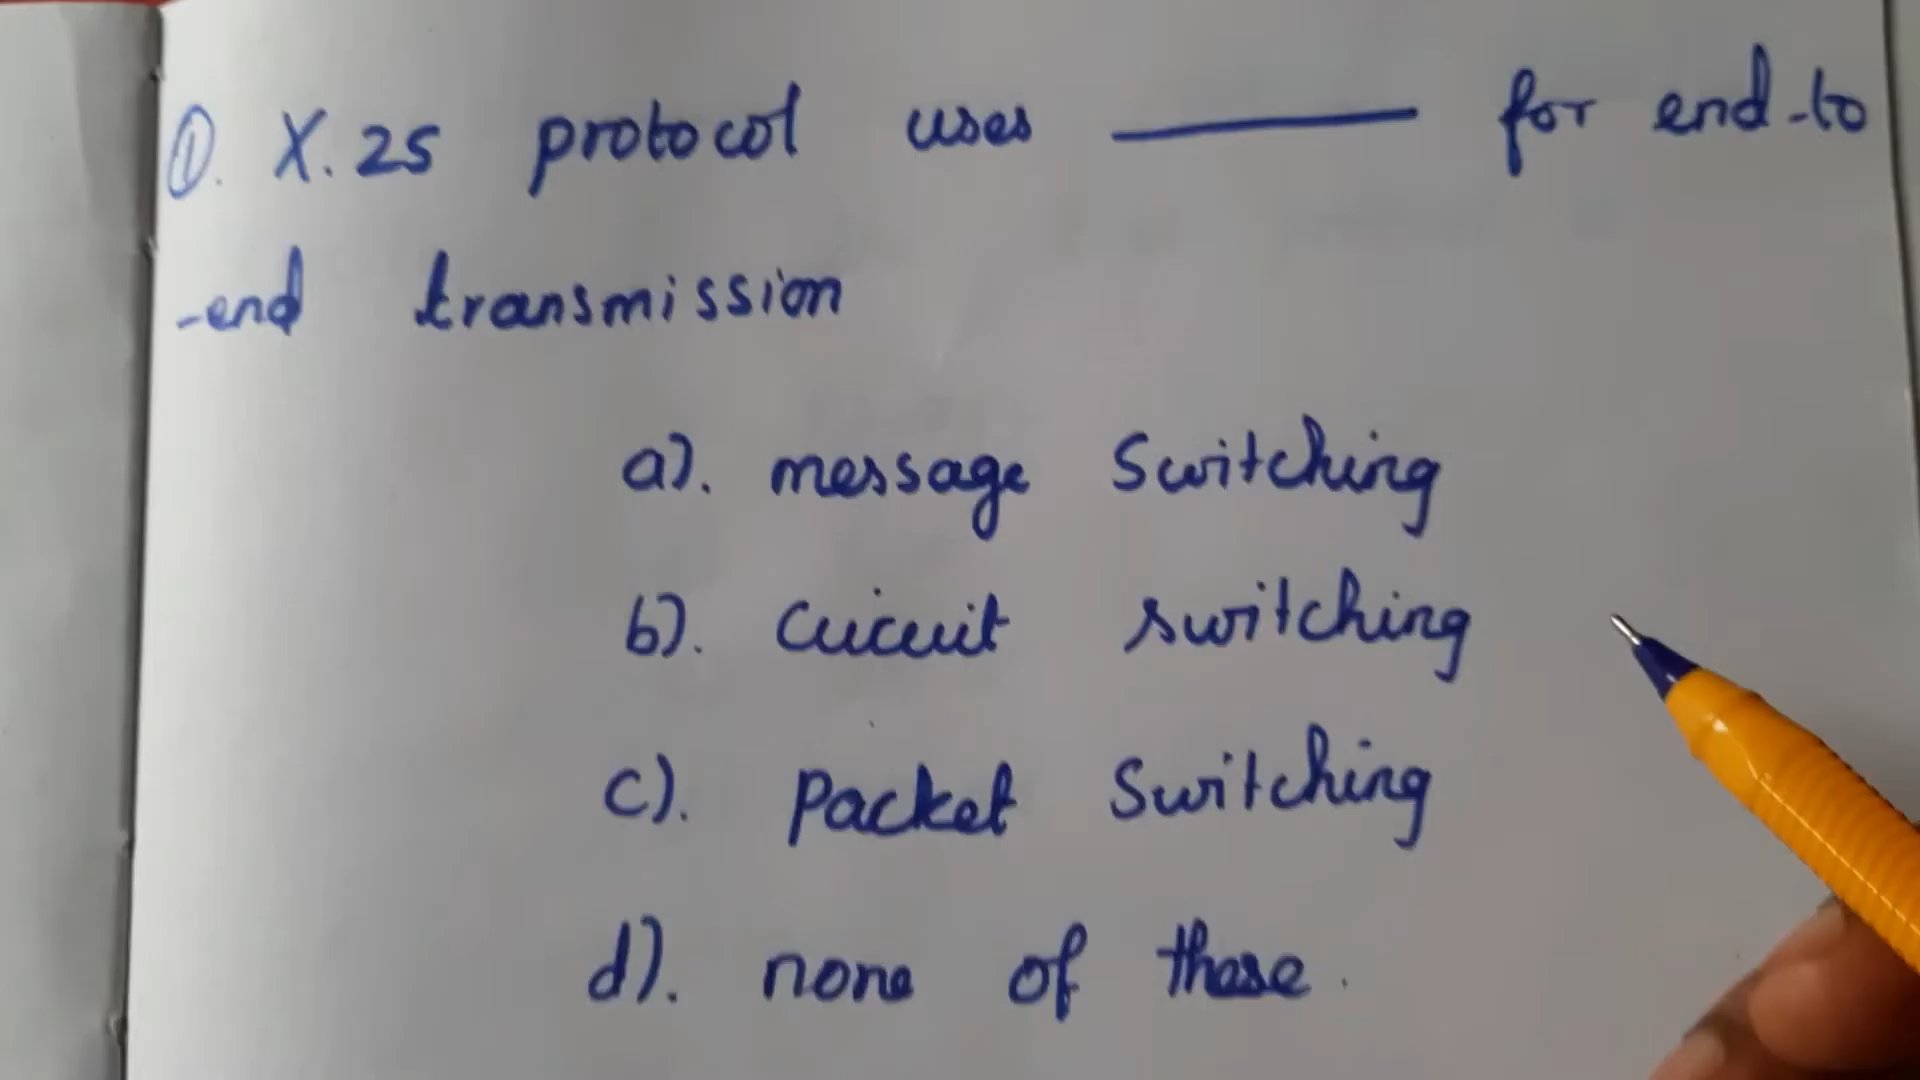 ①. X.25 protocol uses ______ for end-to
-end transmission
a). message switching
b). circuit switching
c). Packet switching
d). none of these.